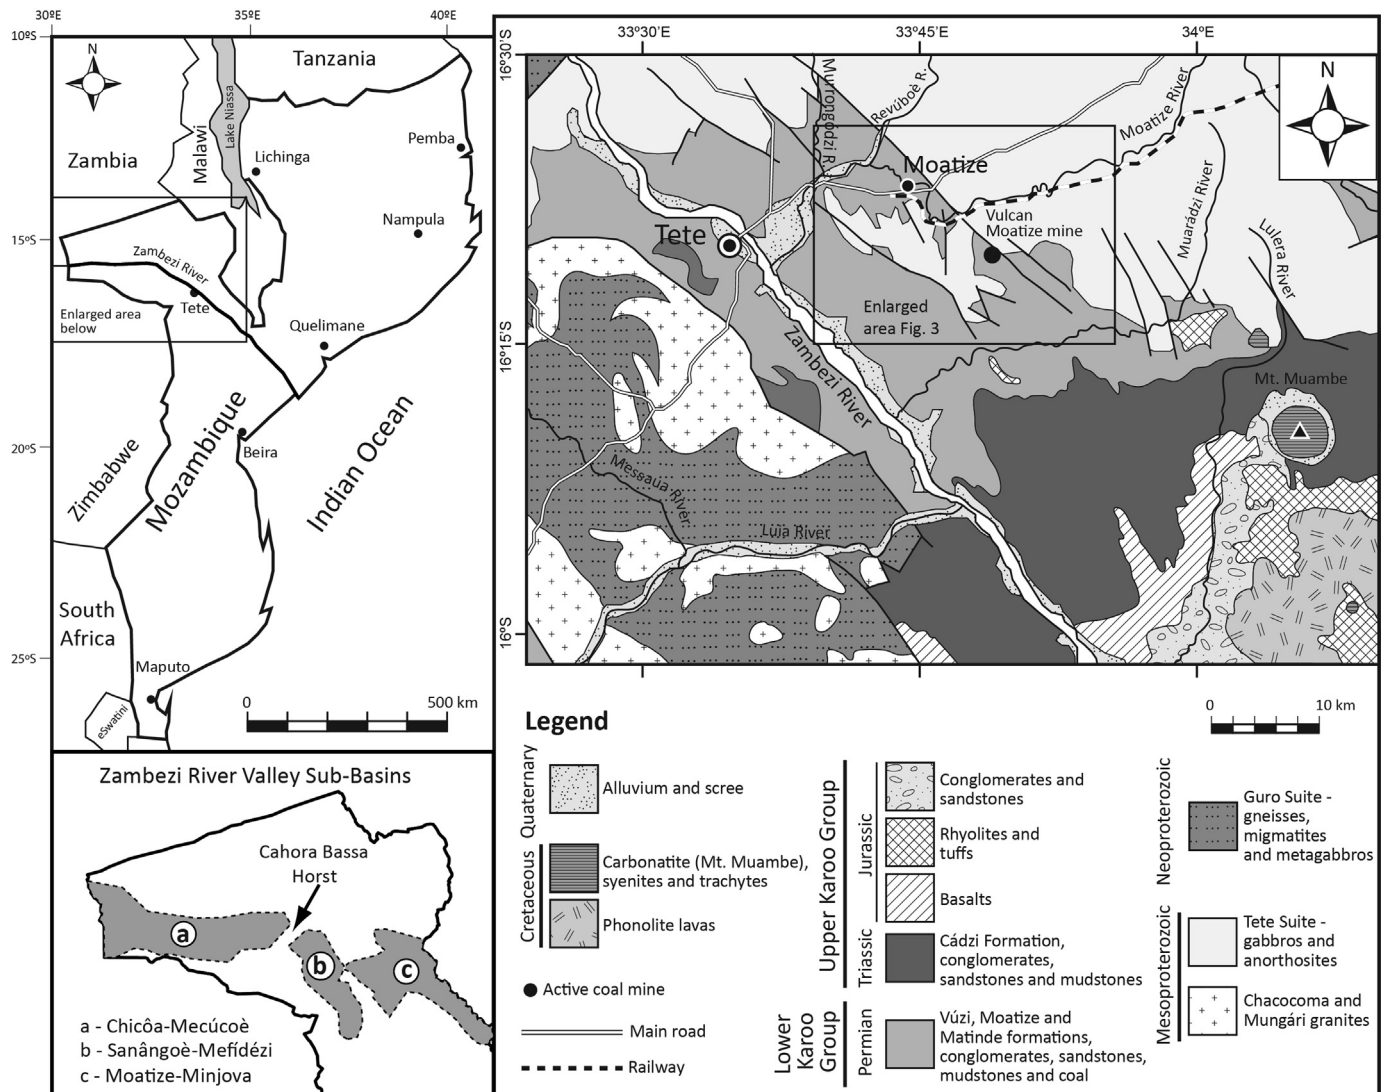 30ºE
35ºE
40ºE
10ºS
15ºS
20ºS
25ºS
N
Tanzania
Malawi
Lake Niassa
Zambia
Lichinga
Pemba
Nampula
Zambezi River
Tete
Enlarged area
below
Quelimane
Mozambique
Zimbabwe
Beira
Indian Ocean
South
Africa
Maputo
eSwatini
0
500 km
Zambezi River Valley Sub-Basins
Cahora Bassa
Horst
a
b
c
a - Chicôa-Mecúcoè
b - Sanângoè-Mefídézi
c - Moatize-Minjova
33º30'E
33º45'E
34ºE
16º30'S
16º15'S
16ºS
N
Murrongódzi R.
Revúboè R.
Moatize River
Moatize
Vulcan
Moatize mine
Muarádzi River
Lulera River
Tete
Enlarged
area Fig. 3
Zambezi River
Mt. Muambe
Messaua River
Luia River
0
10 km
Legend
Quaternary
Alluvium and scree
Cretaceous
Carbonatite (Mt. Muambe),
syenites and trachytes
Phonolite lavas
Active coal mine
Main road
Railway
Upper Karoo Group
Jurassic
Conglomerates and
sandstones
Rhyolites and
tuffs
Basalts
Triassic
Cádzi Formation,
conglomerates,
sandstones and mudstones
Lower
Karoo
Group
Permian
Vúzi, Moatize and
Matinde formations,
conglomerates, sandstones,
mudstones and coal
Neoproterozoic
Guro Suite -
gneisses,
migmatites
and metagabbros
Mesoproterozoic
Tete Suite -
gabbros and
anorthosites
Chacocoma and
Mungári granites